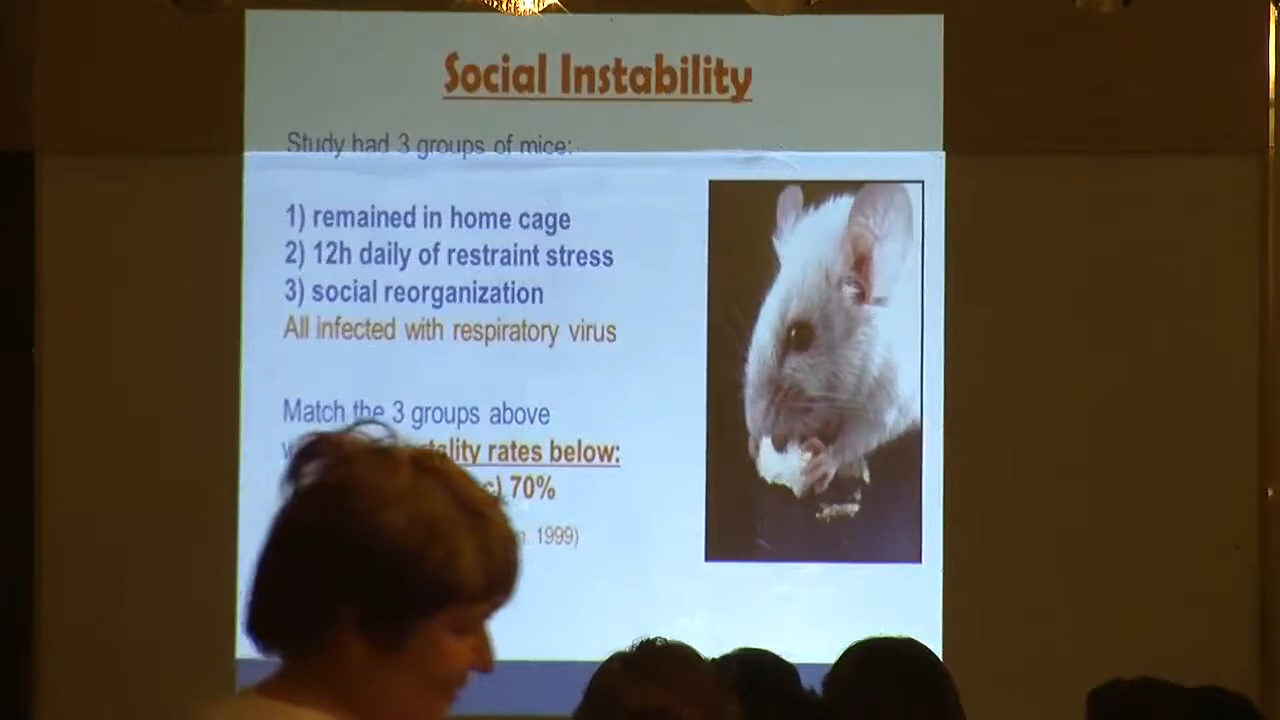 Social Instability
Study had 3 groups of mice:
1) remained in home cage
2) 12h daily of restraint stress
3) social reorganization
All infected with respiratory virus
Match the 3 groups above
rates below:
c) 70%
1999)